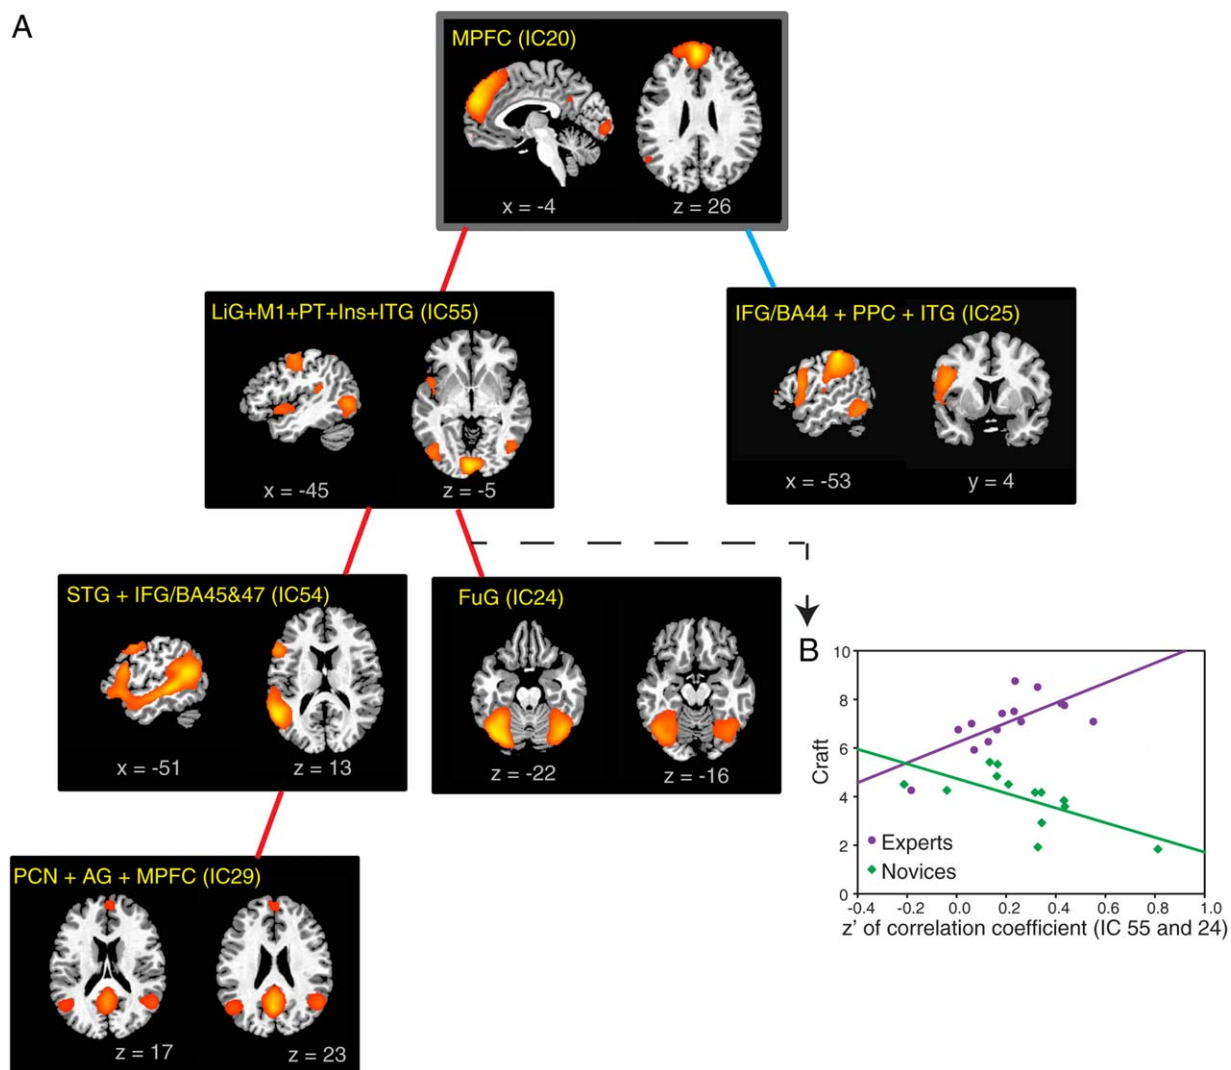 A
MPFC (IC20)
x = -4
z = 26
LiG+M1+PT+Ins+ITG (IC55)
x = -45
z = -5
IFG/BA44 + PPC + ITG (IC25)
x = -53
y = 4
STG + IFG/BA45&47 (IC54)
x = -51
z = 13
FuG (IC24)
z = -22
z = -16
PCN + AG + MPFC (IC29)
z = 17
z = 23
B
10
8
6
4
2
0
Craft
Experts
Novices
-0.4
-0.2
0.0
0.2
0.4
0.6
0.8
1.0
z' of correlation coefficient (IC 55 and 24)